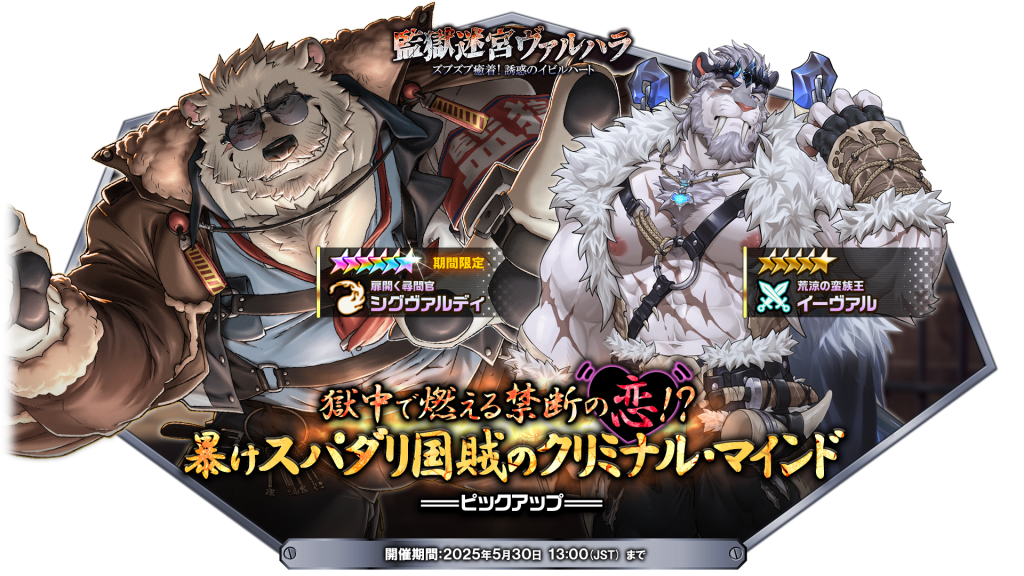 監獄迷宮ヴァルハラ
ズブズブ癒着!誘惑のイビルハート
期間限定
扉開く尋問官
シグヴァルディ
荒涼の蛮族王
イーヴァル
獄中で燃える禁断の恋!?
暴けスパダリ国賊のクリミナル・マインド
ピックアップ
開催期間:2025年5月30日 13:00(JST) まで